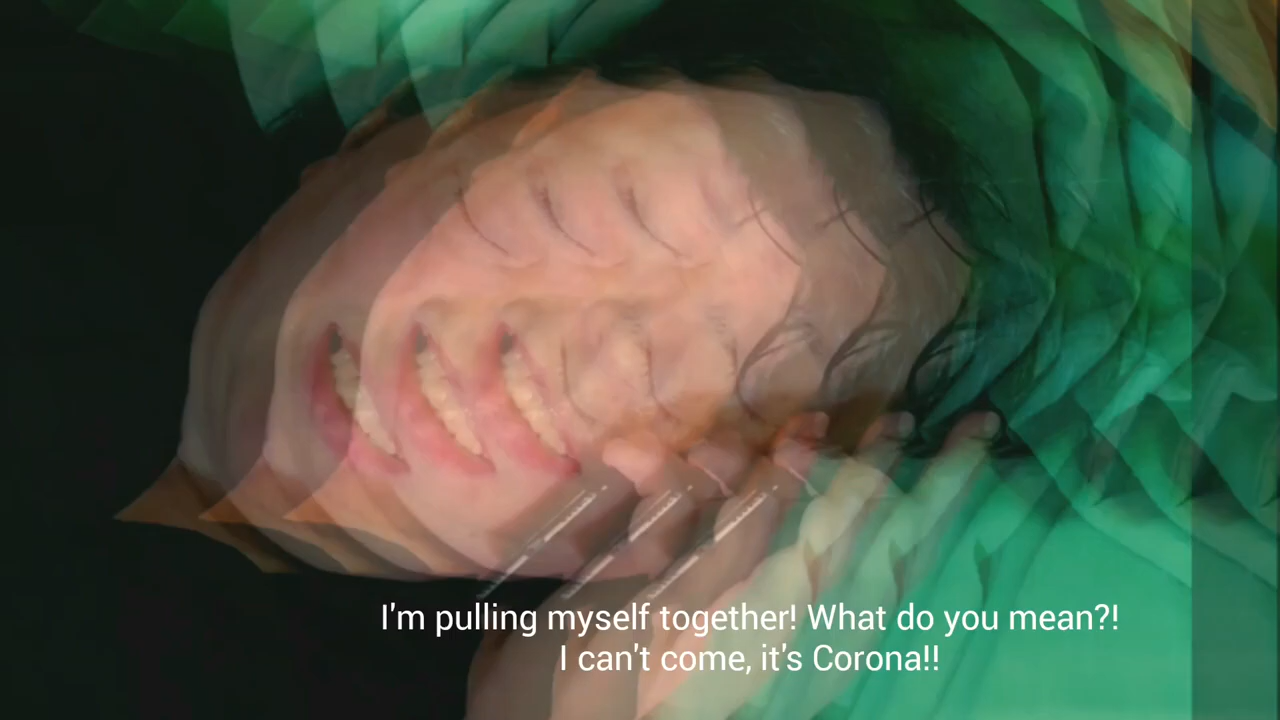 I'm pulling myself together! What do you mean?!
I can't come, it's Corona!!